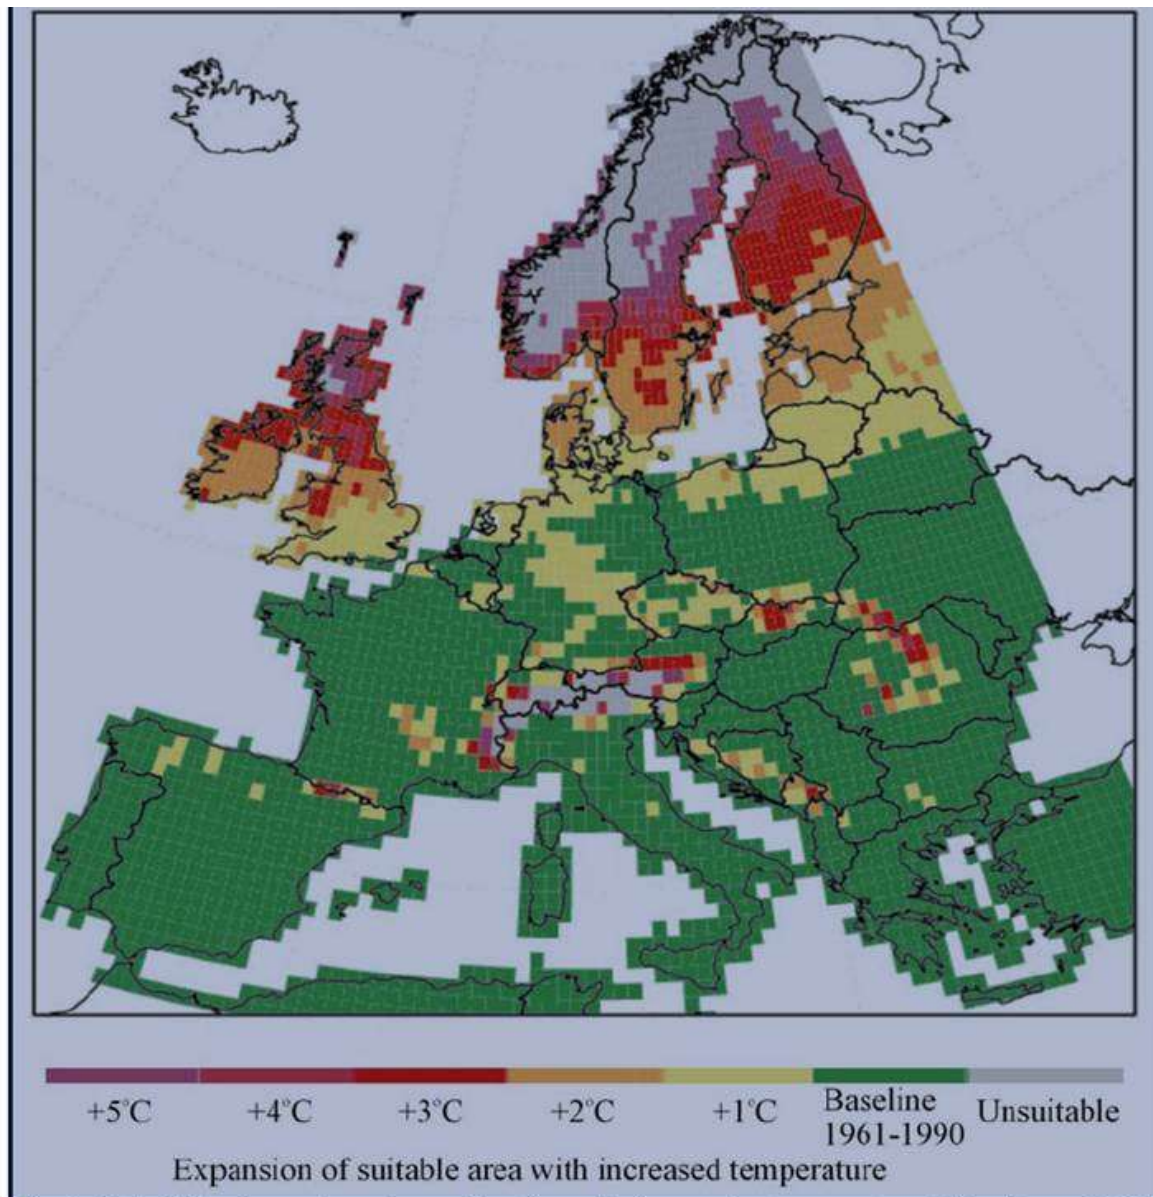 +5°C +4°C +3°C +2°C +1°C Baseline 1961-1990 Unsuitable
Expansion of suitable area with increased temperature